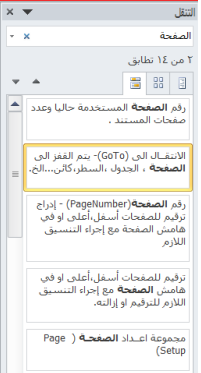 التنقل
الصفحة
٢ من ١٤ تطابق
رقم الصفحة المستخدمة حاليا وعدد
صفحات المستند .
الانتقـــال الى (GoTo)- يتم القفز الى
الصفحة ، الجدول ،السطر،كائن...الخ.
رقم الصفحة(PageNumber) - إدراج
ترقيم للصفحات أسفل،أعلى او في
هامش الصفحة مع إجراء التنسيق
اللازم
ترقيم للصفحات أسفل،أعلى او في
هامش الصفحة مع إجراء التنسيق
اللازم للترقيم او إزالته.
مجموعة اعـداد الصفحـة ( Page
Setup)